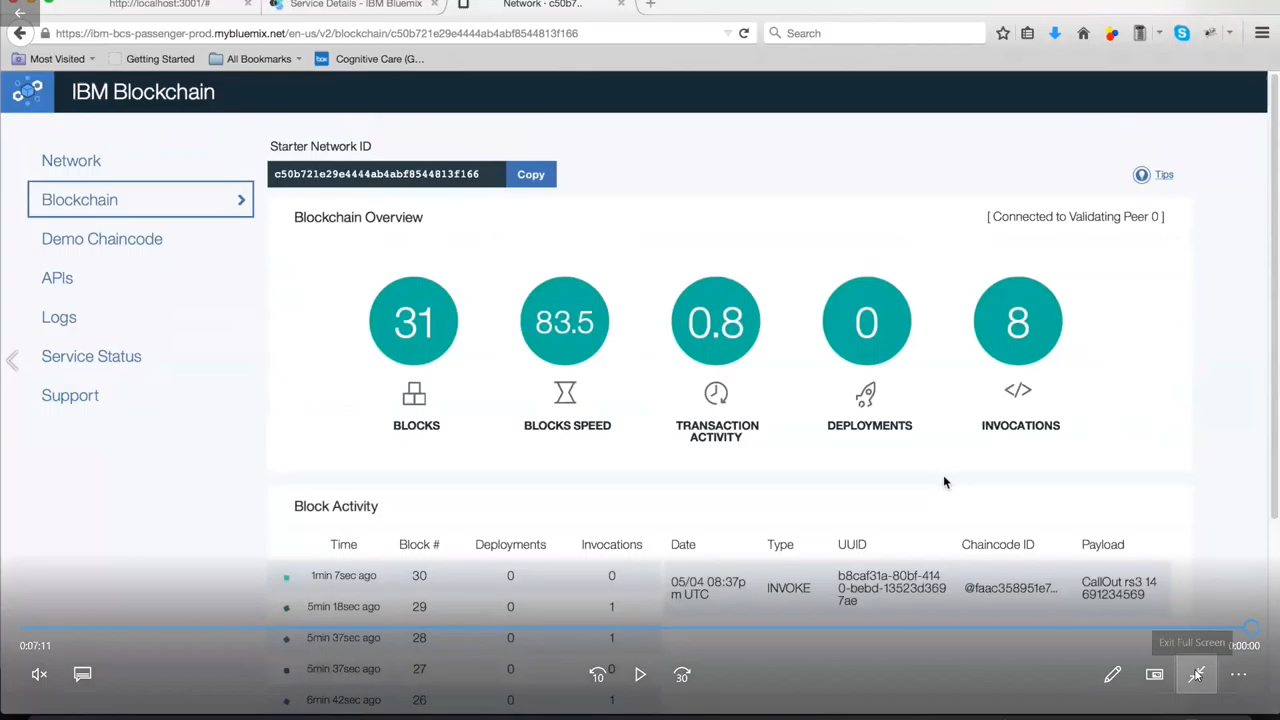 http://localhost:3001/#
Service Details - IBM Bluemix
Network · c50b7..
https://ibm-bcs-passenger-prod.mybluemix.net/en-us/v2/blockchain/c50b721e29e4444ab4abf8544813f166
Search
Most Visited
Getting Started
All Bookmarks
box
Cognitive Care (G...
IBM Blockchain
Network
Blockchain
Demo Chaincode
APIs
Logs
Service Status
Support
Starter Network ID
c50b721e29e4444ab4abf8544813f166 Copy
Tips
Blockchain Overview
[ Connected to Validating Peer 0 ]
31 83.5 0.8 0 8
BLOCKS
BLOCKS SPEED
TRANSACTION
ACTIVITY
DEPLOYMENTS
INVOCATIONS
Block Activity
Time Block # Deployments Invocations
1min 7sec ago 30 0 0
5min 18sec ago 29 0 1
5min 37sec ago 28 0 1
5min 37sec ago 27 0 0
6min 42sec ago 26 0 1
Date Type UUID Chaincode ID Payload
05/04 08:37p
m UTC
INVOKE
b8caf31a-80bf-414
0-bebd-13523d369
7ae
@faac358951e7...
CallOut rs3 14
691234569
0:07:11
Exit Full Screen
0:00:00
10
30